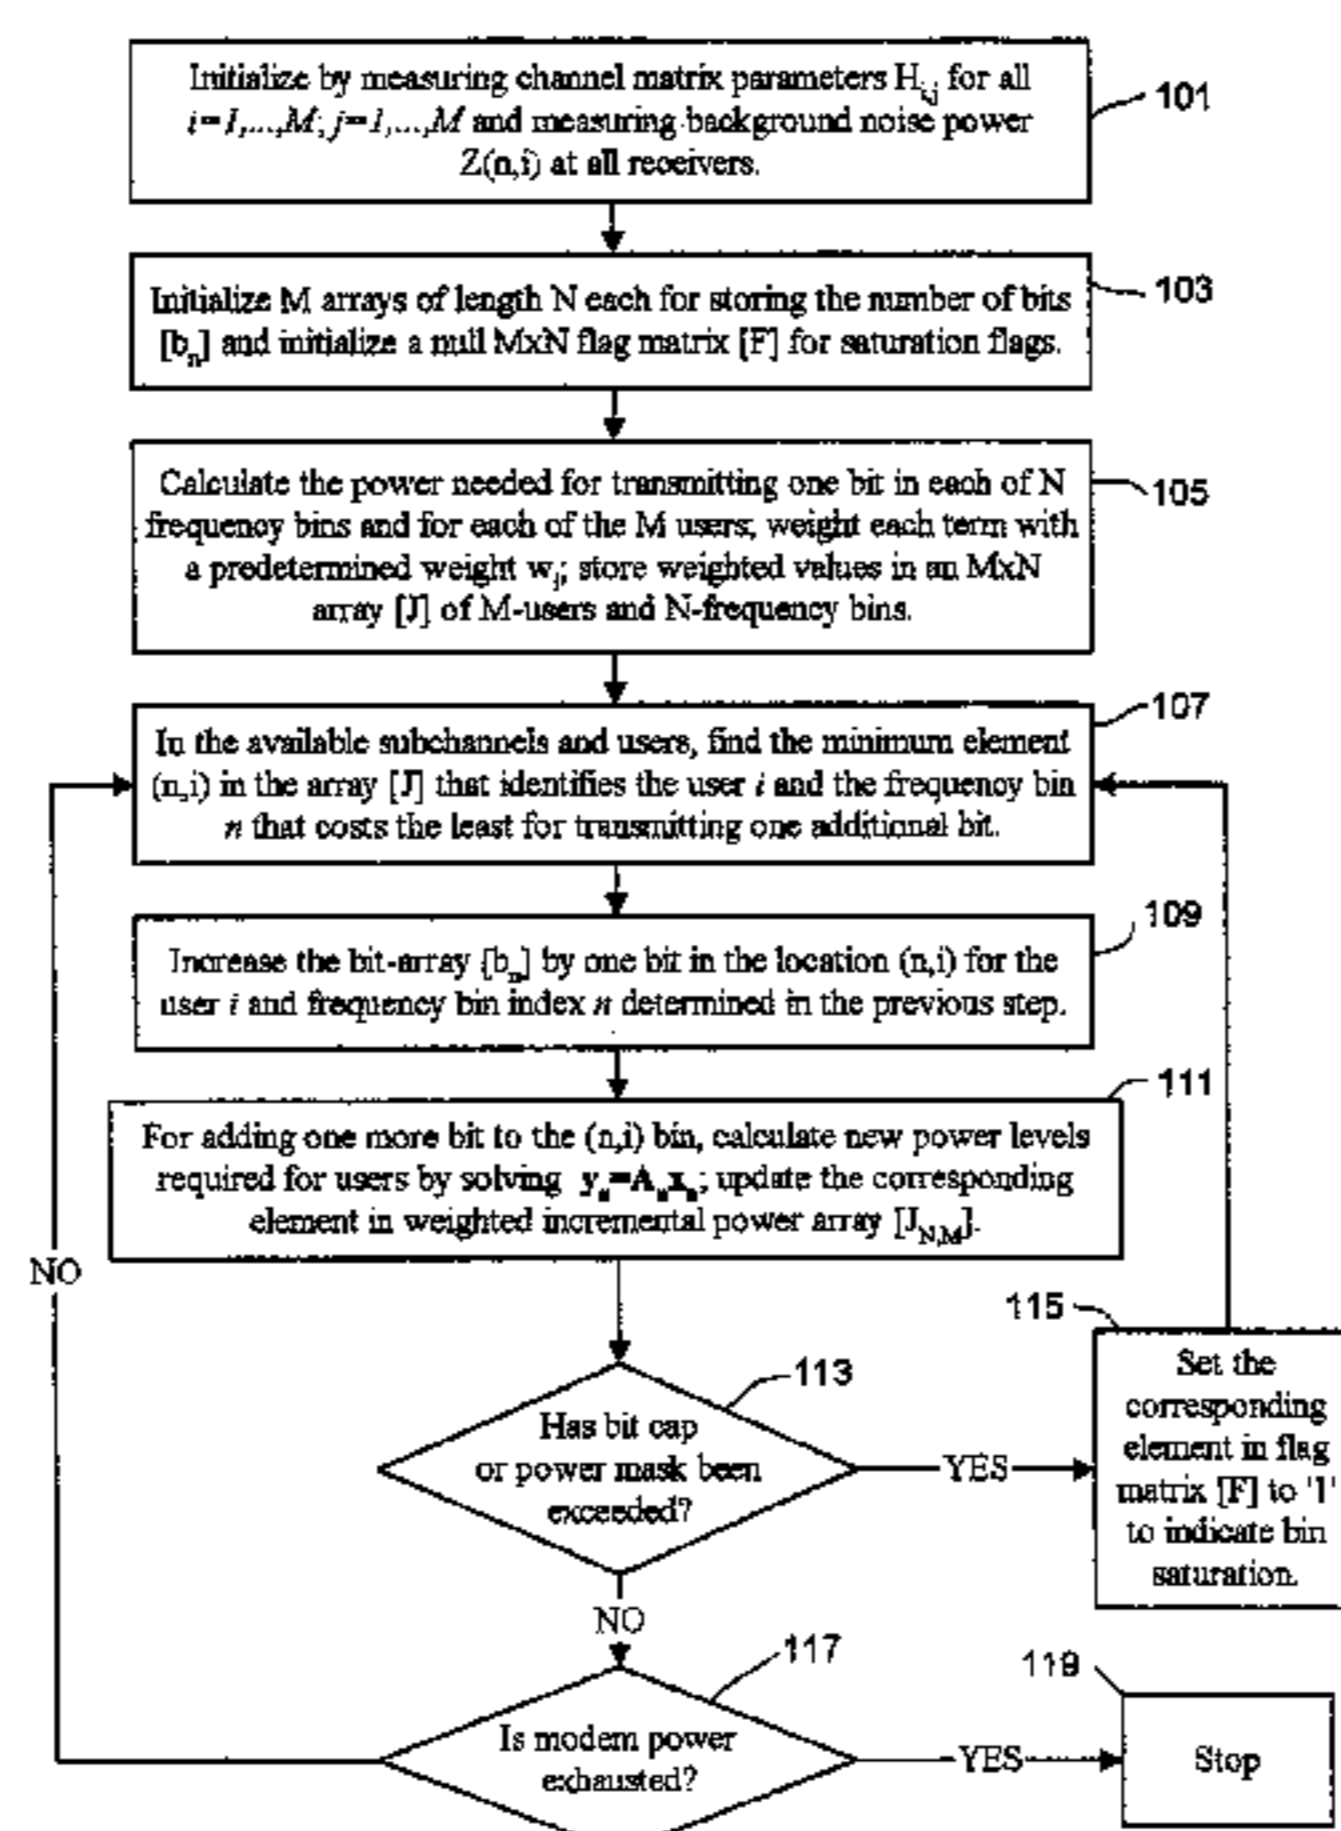 Initialize by measuring channel matrix parameters H_i,j for all
i=1,...,M; j=1,...,M and measuring background noise power
Z(n,i) at all receivers.
101
Initialize M arrays of length N each for storing the number of bits
[b_n] and initialize a null MxN flag matrix [F] for saturation flags.
103
Calculate the power needed for transmitting one bit in each of N
frequency bins and for each of the M users; weight each term with
a predetermined weight w_j; store weighted values in an MxN
array [J] of M-users and N-frequency bins.
105
In the available subchannels and users, find the minimum element
(n,i) in the array [J] that identifies the user i and the frequency bin
n that costs the least for transmitting one additional bit.
107
Increase the bit-array [b_n] by one bit in the location (n,i) for the
user i and frequency bin index n determined in the previous step.
109
For adding one more bit to the (n,i) bin, calculate new power levels
required for users by solving y_n=A_n x_n; update the corresponding
element in weighted incremental power array [J_N,M].
111
NO
Has bit cap
or power mask been
exceeded?
113
YES
115
Set the
corresponding
element in flag
matrix [F] to '1'
to indicate bin
saturation.
NO
Is modem power
exhausted?
117
YES
119
Stop